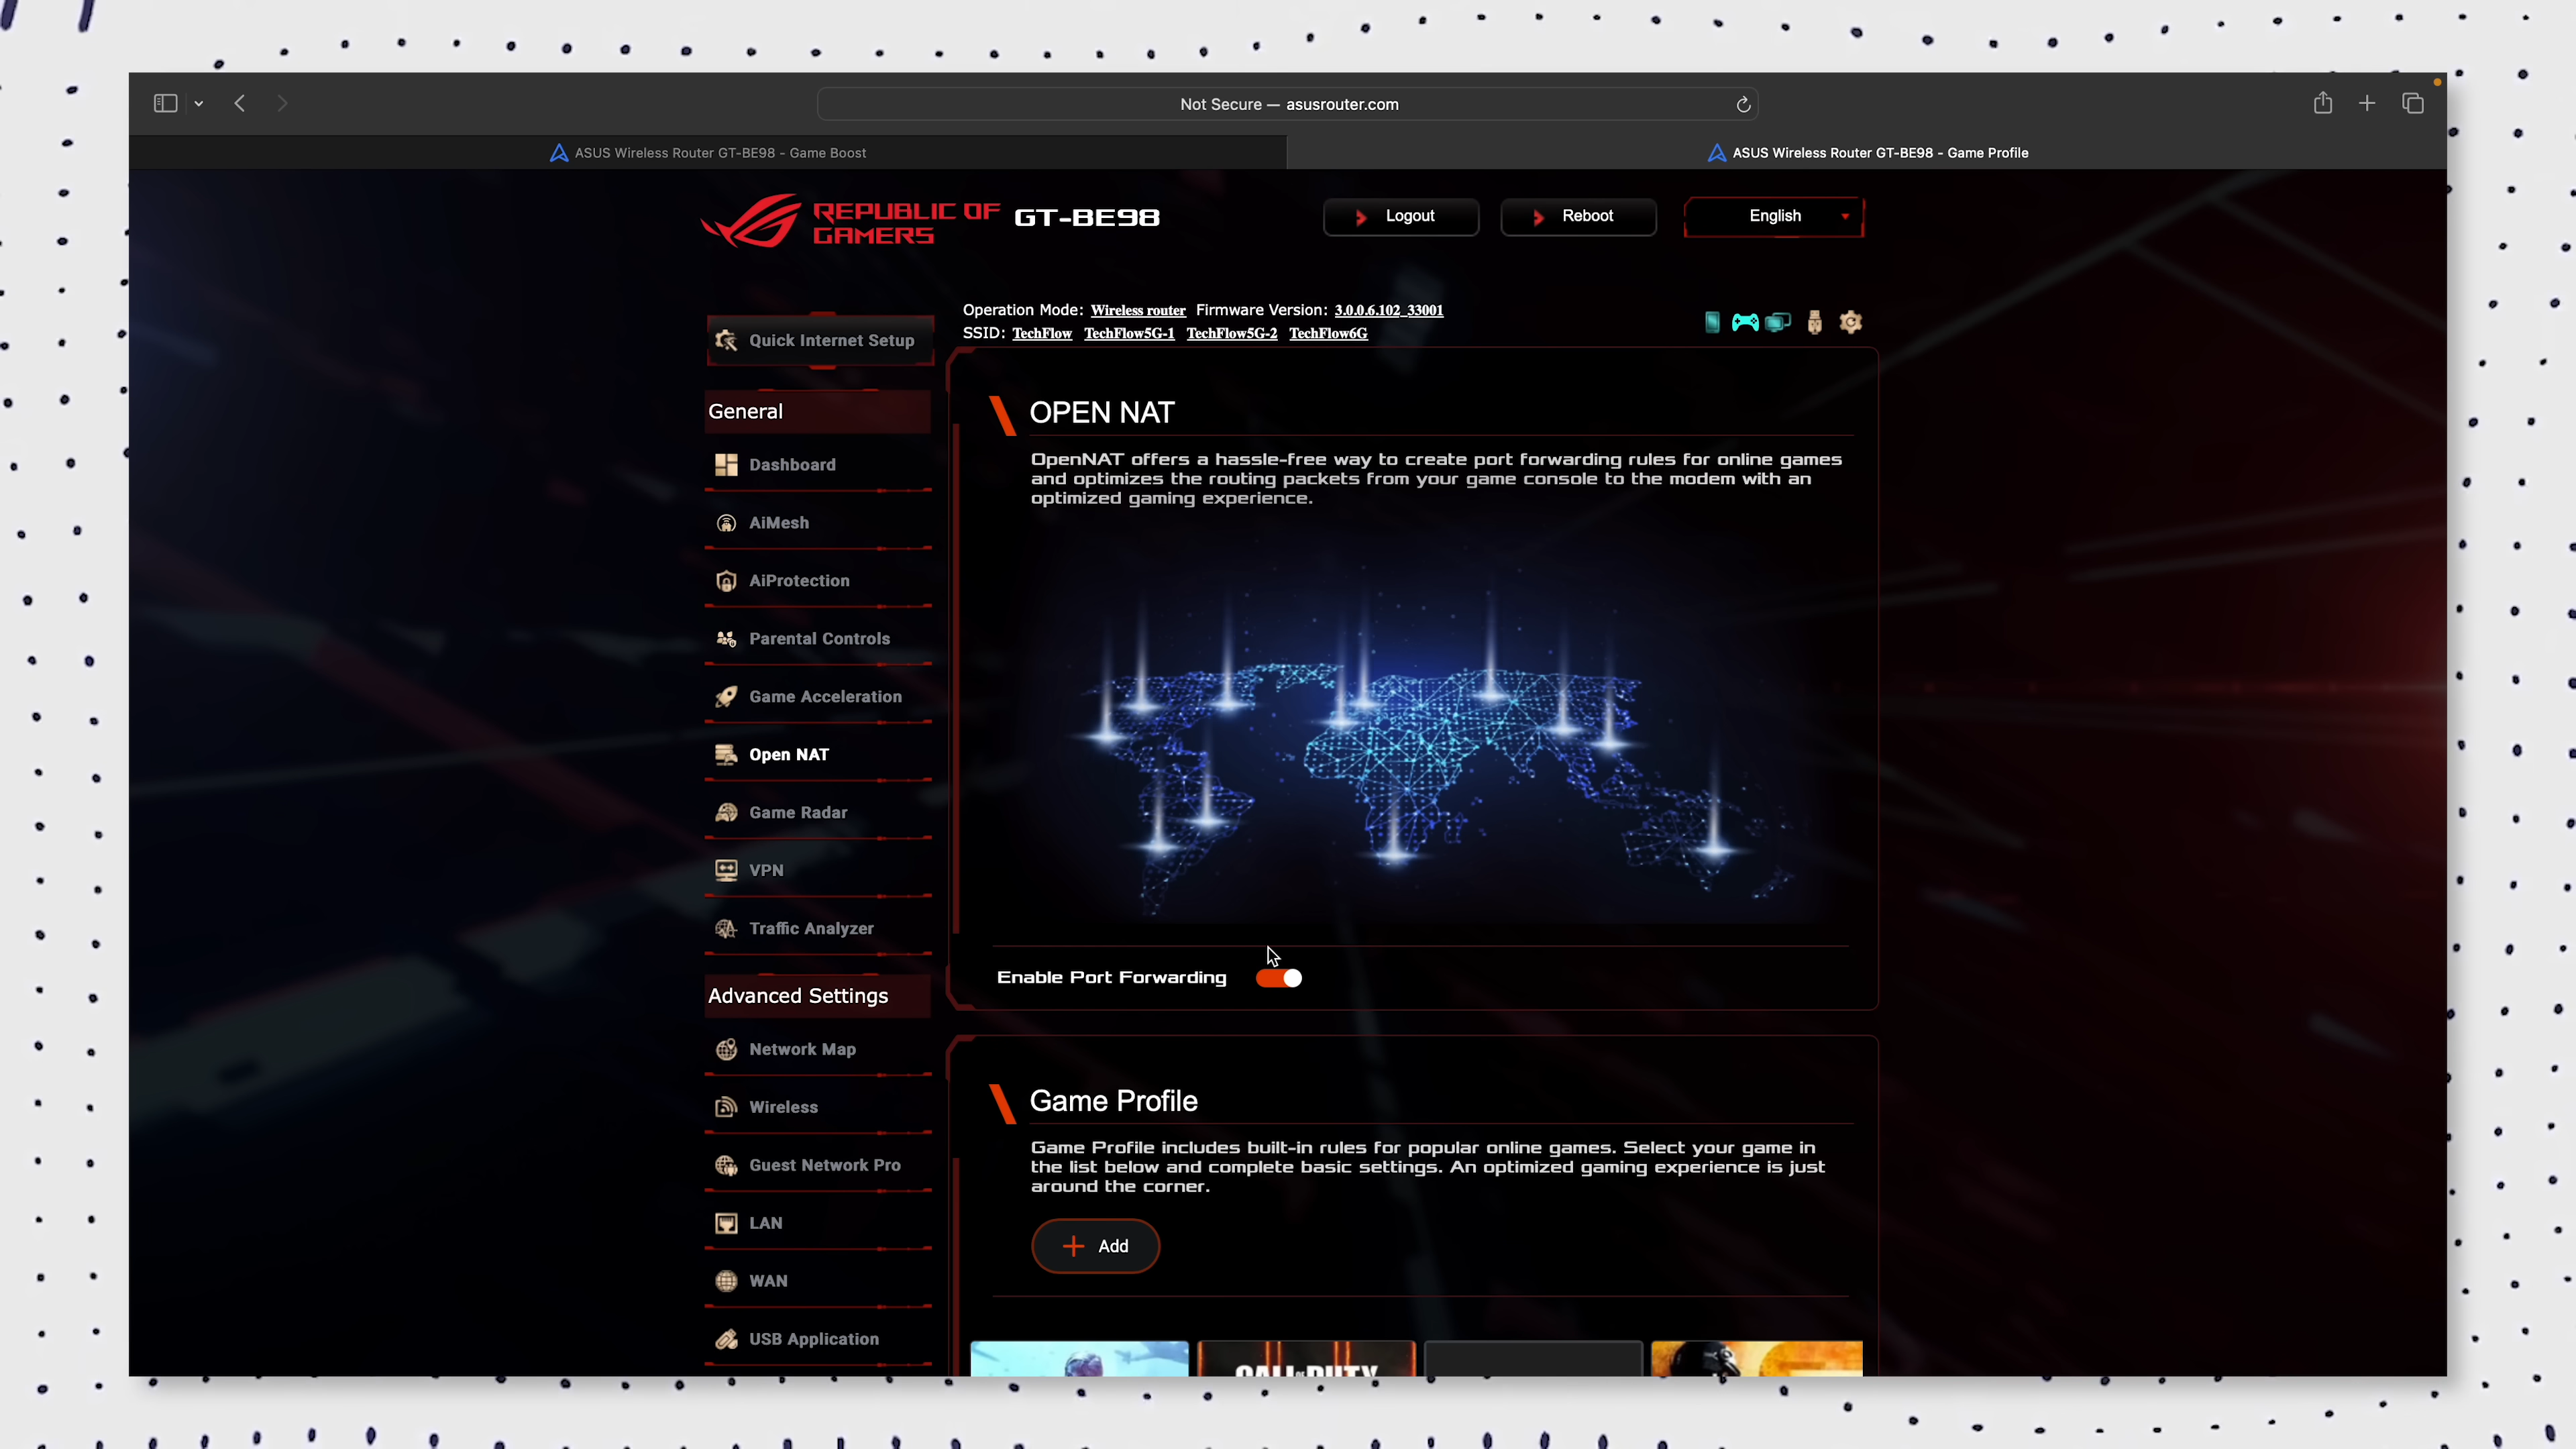 Not Secure — asusrouter.com
ASUS Wireless Router GT-BE98 - Game Boost
ASUS Wireless Router GT-BE98 - Game Profile
REPUBLIC OF
GAMERS
GT-BE98
Logout
Reboot
English
Operation Mode: Wireless router Firmware Version: 3.0.0.6.102_33001
SSID: TechFlow TechFlow5G-1 TechFlow5G-2 TechFlow6G
Quick Internet Setup
General
Dashboard
AiMesh
AiProtection
Parental Controls
Game Acceleration
Open NAT
Game Radar
VPN
Traffic Analyzer
Advanced Settings
Network Map
Wireless
Guest Network Pro
LAN
WAN
USB Application
OPEN NAT
OpenNAT offers a hassle-free way to create port forwarding rules for online games
and optimizes the routing packets from your game console to the modem with an
optimized gaming experience.
Enable Port Forwarding
Game Profile
Game Profile includes built-in rules for popular online games. Select your game in
the list below and complete basic settings. An optimized gaming experience is just
around the corner.
Add
CALL OF DUTY